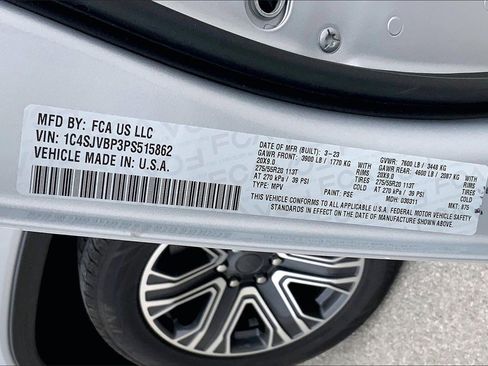 MFD BY: FCA US LLC
VIN: 1C4SJVBP3PS515862
VEHICLE MADE IN U.S.A.
DATE OF MFR (BUILT): 3-23
GAWR FRONT: 3900 LB / 1770 KG
20X9.0 RIMS
275/55R20 113T TIRES
AT 270 kPa / 39 PSI COLD
TYPE: MPV
GVWR: 7600 LB / 3448 KG
GAWR REAR: 4600 LB / 2087 KG
20X9.0 RIMS
275/55R20 113T TIRES
AT 270 kPa / 39 PSI COLD
PAINT: PSE MDH: 030311 MKT: 875
THIS VEHICLE CONFORMS TO ALL APPLICABLE U.S.A. FEDERAL MOTOR VEHICLE SAFETY
STANDARDS IN EFFECT ON THE DATE OF MANUFACTURE SHOWN ABOVE.